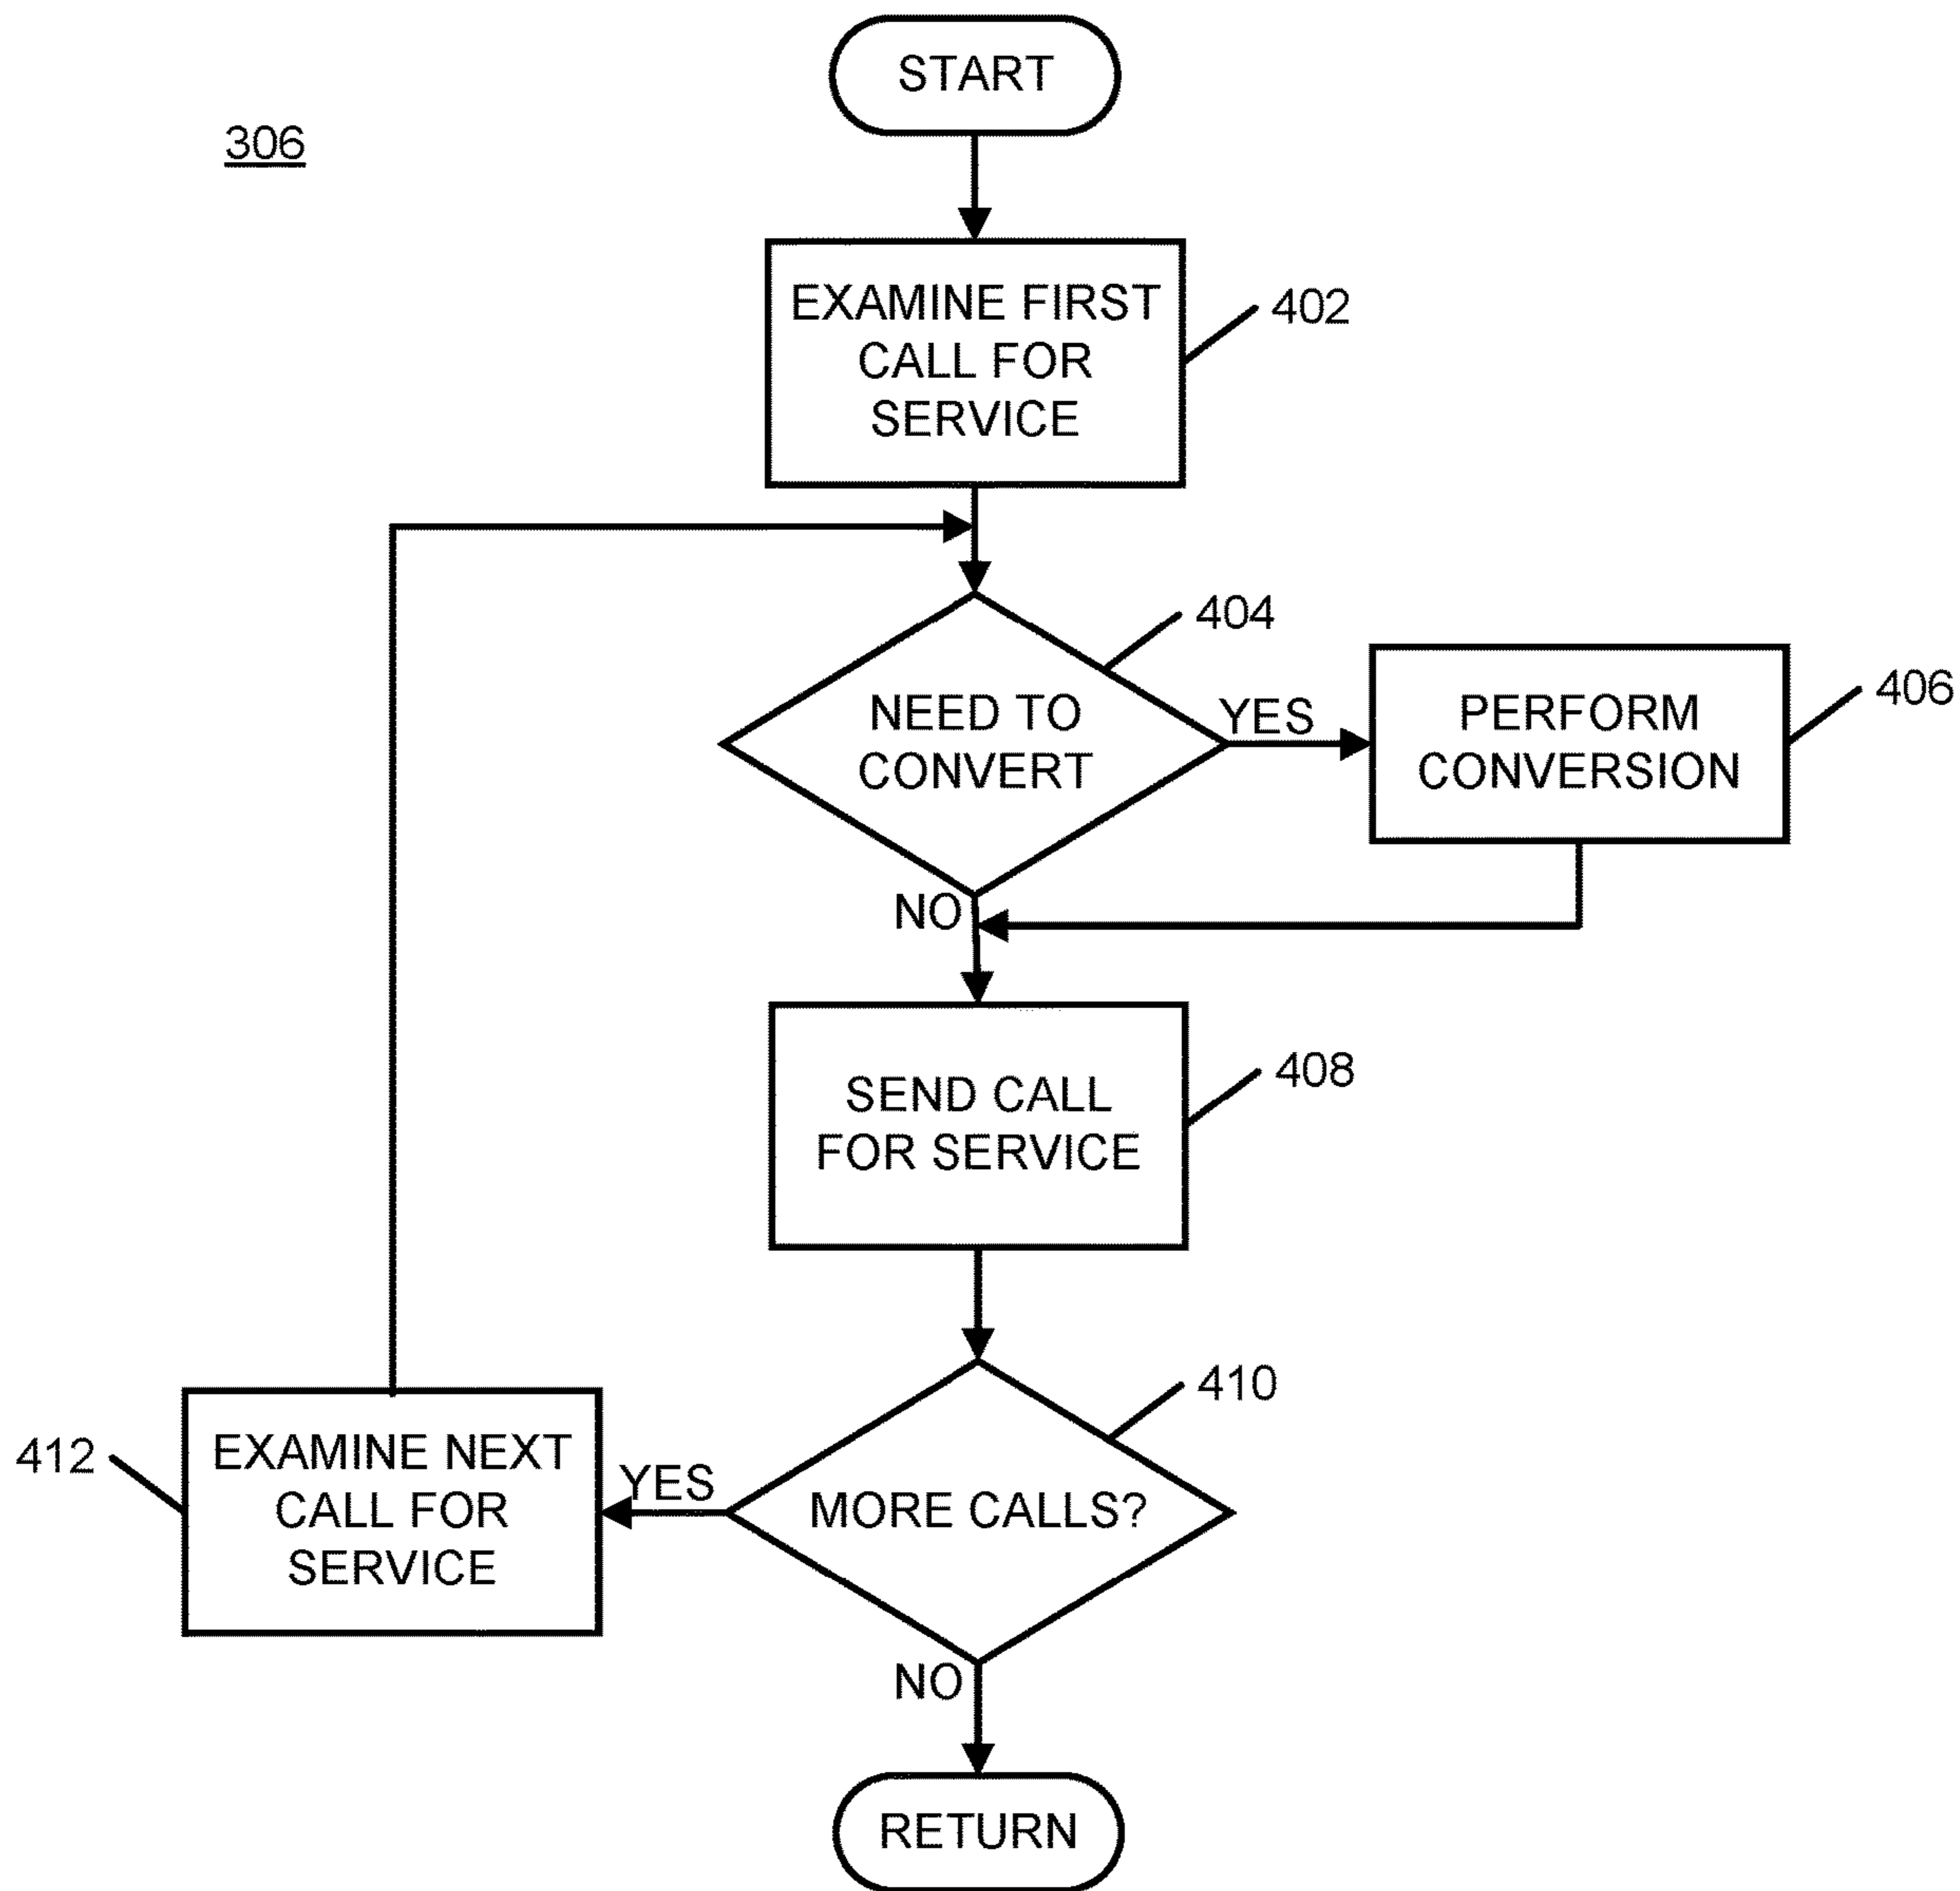 START
306
EXAMINE FIRST
CALL FOR
SERVICE
402
404
NEED TO
CONVERT
YES
PERFORM
CONVERSION
406
NO
SEND CALL
FOR SERVICE
408
410
MORE CALLS?
YES
EXAMINE NEXT
CALL FOR
SERVICE
412
NO
RETURN